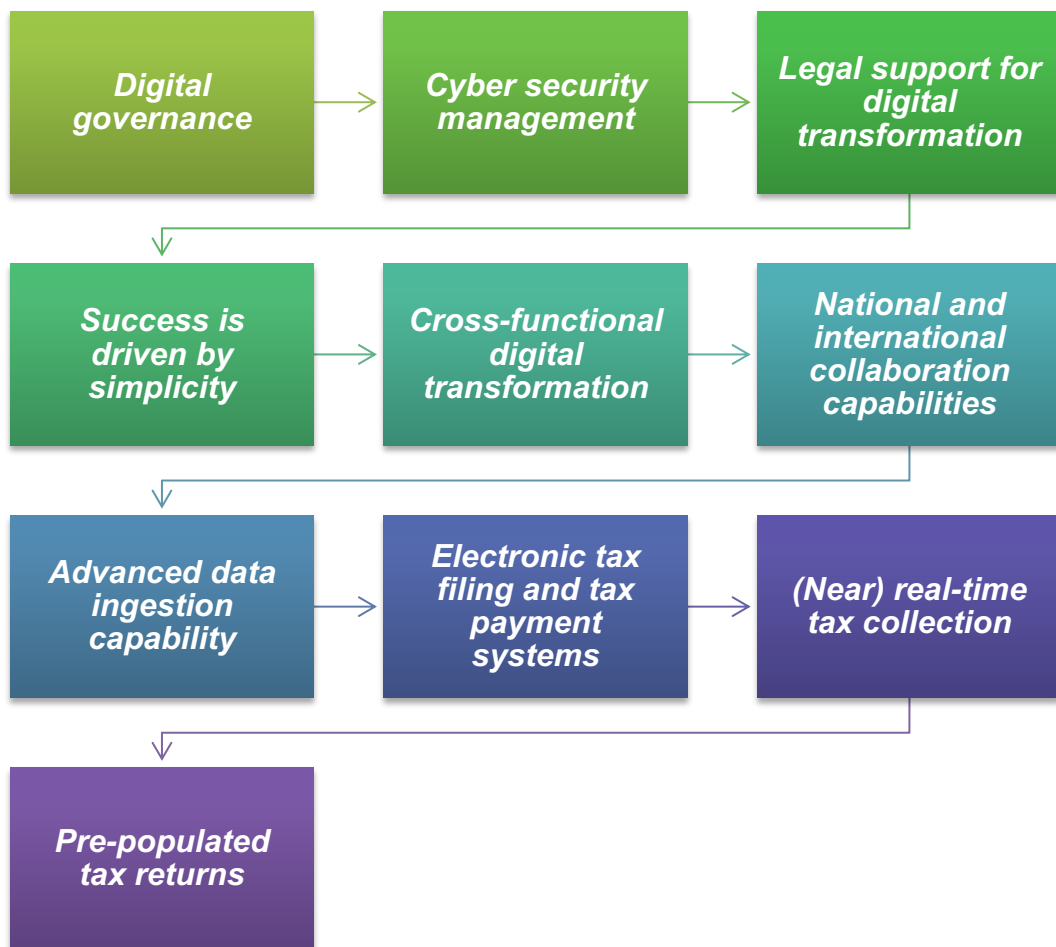 Digital
governance
Cyber security
management
Legal support for
digital
transformation
Success is
driven by
simplicity
Cross-functional
digital
transformation
National and
international
collaboration
capabilities
Advanced data
ingestion
capability
Electronic tax
filing and tax
payment
systems
(Near) real-time
tax collection
Pre-populated
tax returns